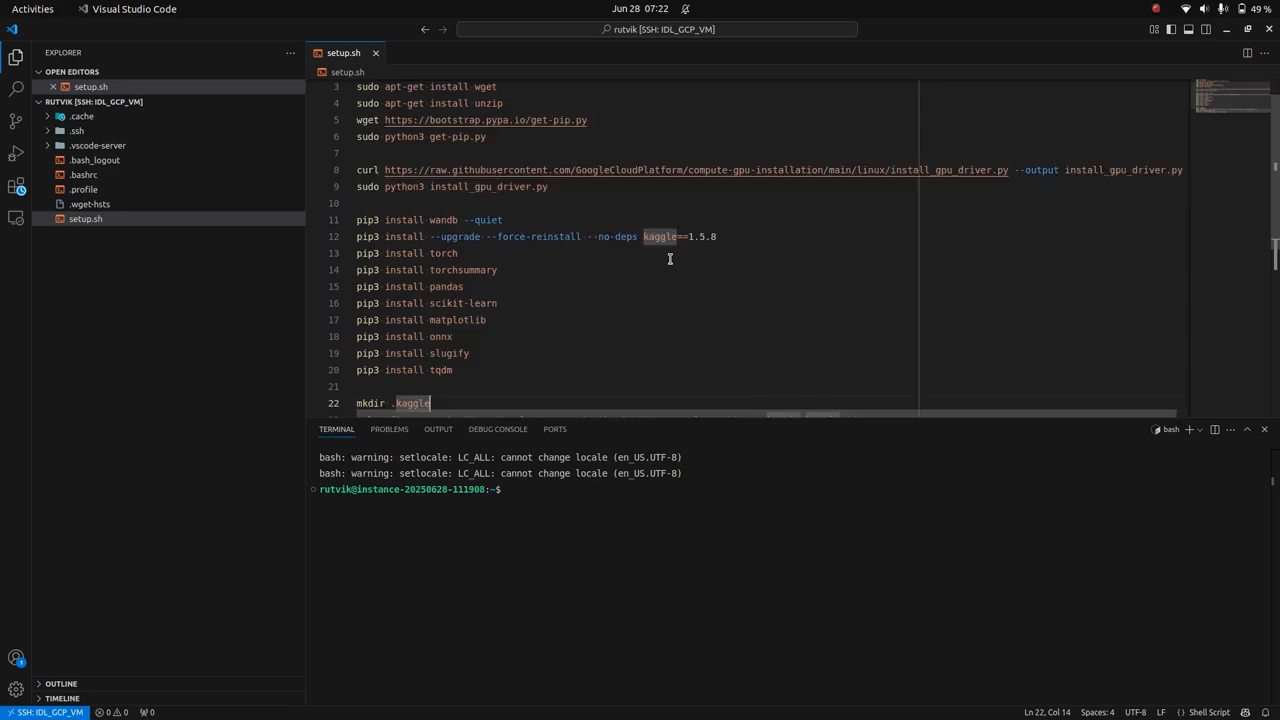 Activities
Visual Studio Code
Jun 28 07:22
49 %
rutvik [SSH: IDL_GCP_VM]
EXPLORER
OPEN EDITORS
setup.sh
RUTVIK [SSH: IDL_GCP_VM]
.cache
.ssh
.vscode-server
.bash_logout
.bashrc
.profile
.wget-hsts
setup.sh
OUTLINE
TIMELINE
setup.sh
setup.sh
3 sudo apt-get install wget
4 sudo apt-get install unzip
5 wget https://bootstrap.pypa.io/get-pip.py
6 sudo python3 get-pip.py
7
8 curl https://raw.githubusercontent.com/GoogleCloudPlatform/compute-gpu-installation/main/linux/install_gpu_driver.py --output install_gpu_driver.py
9 sudo python3 install_gpu_driver.py
10
11 pip3 install wandb --quiet
12 pip3 install --upgrade --force-reinstall --no-deps kaggle==1.5.8
13 pip3 install torch
14 pip3 install torchsummary
15 pip3 install pandas
16 pip3 install scikit-learn
17 pip3 install matplotlib
18 pip3 install onnx
19 pip3 install slugify
20 pip3 install tqdm
21
22 mkdir .kaggle
TERMINAL PROBLEMS OUTPUT DEBUG CONSOLE PORTS
bash
bash: warning: setlocale: LC_ALL: cannot change locale (en_US.UTF-8)
bash: warning: setlocale: LC_ALL: cannot change locale (en_US.UTF-8)
rutvik@instance-20250628-111908:~$
SSH: IDL_GCP_VM 0 0 0 Ln 22, Col 14 Spaces: 4 UTF-8 LF Shell Script